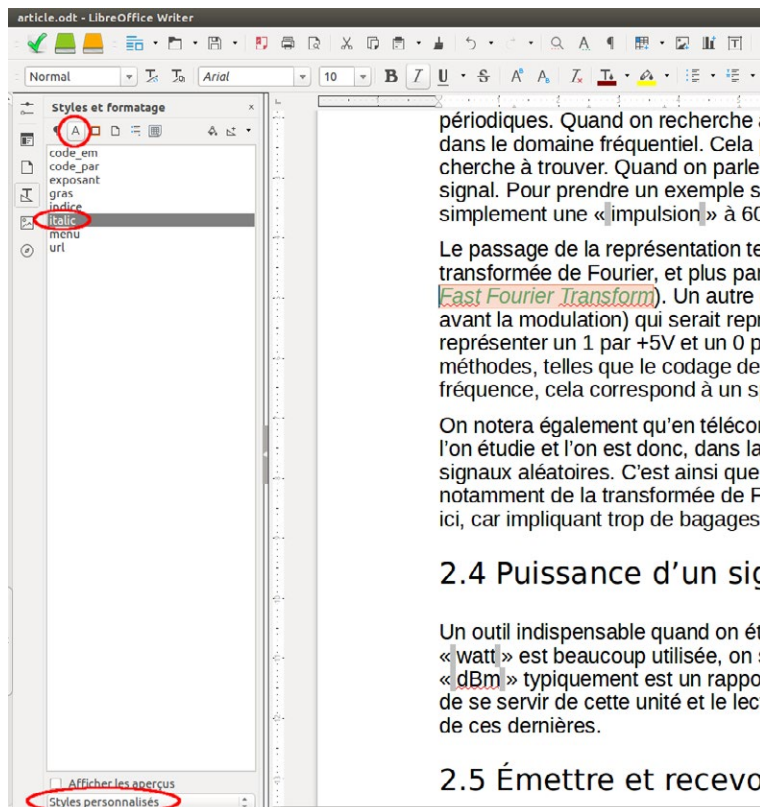 article.odt - LibreOffice Writer
Normal
Arial
10
Styles et formatage
code_em
code_par
exposant
gras
indice
italic
menu
url
Afficher les aperçus
Styles personnalisés
périodiques. Quand on recherche
dans le domaine fréquentiel. Cela
cherche à trouver. Quand on parle
signal. Pour prendre un exemple s
simplement une « impulsion » à 60
Le passage de la représentation te
transformée de Fourier, et plus par
Fast Fourier Transform). Un autre
avant la modulation) qui serait repr
représenter un 1 par +5V et un 0 p
méthodes, telles que le codage de
fréquence, cela correspond à un s
On notera également qu'en téléco
l'on étudie et l'on est donc, dans la
signaux aléatoires. C'est ainsi que
notamment de la transformée de F
ici, car impliquant trop de bagages
2.4 Puissance d'un sig
Un outil indispensable quand on ét
« watt » est beaucoup utilisée, on s
« dBm » typiquement est un rappo
de se servir de cette unité et le lec
de ces dernières.
2.5 Émettre et recevo